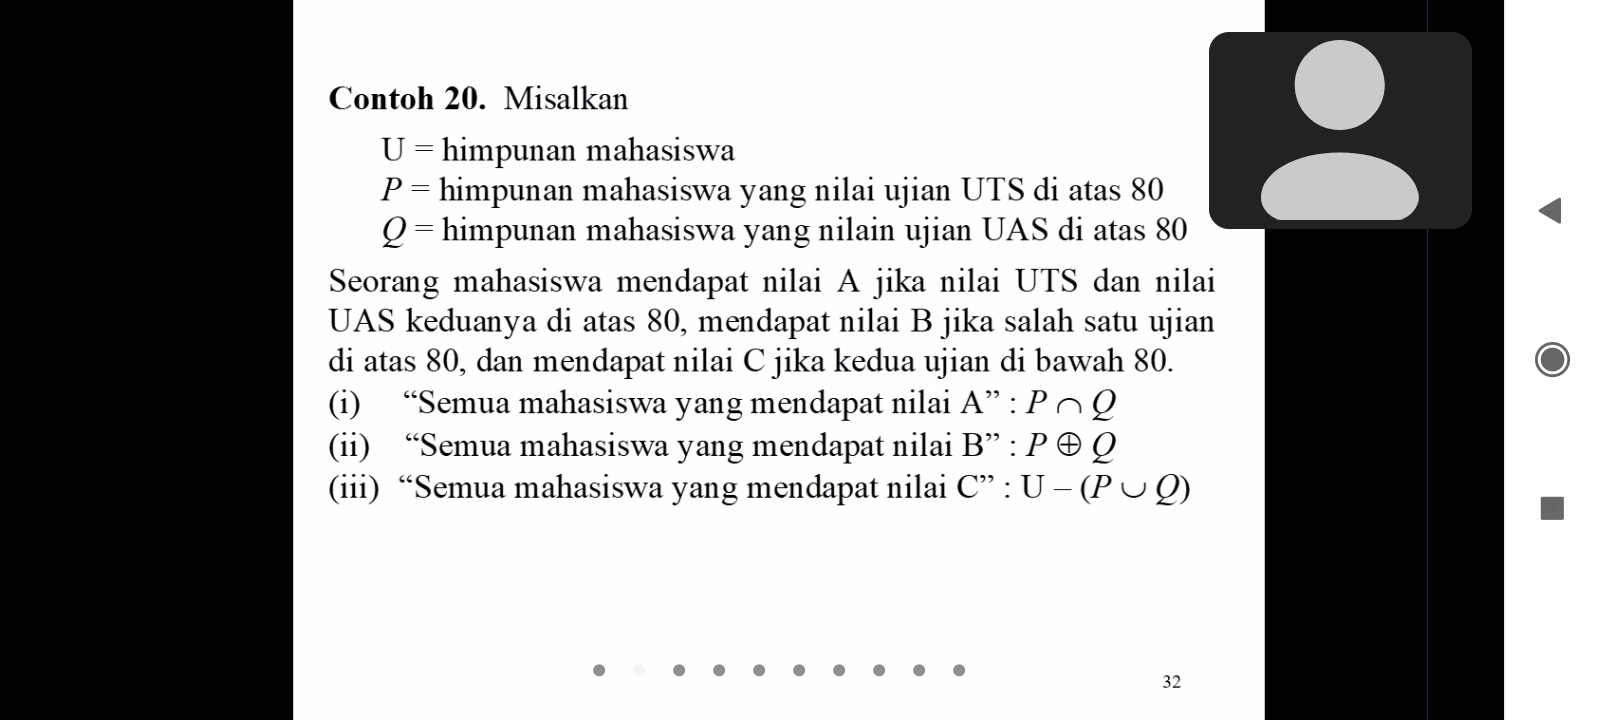 Contoh 20. Misalkan
U = himpunan mahasiswa
P = himpunan mahasiswa yang nilai ujian UTS di atas 80
Q = himpunan mahasiswa yang nilain ujian UAS di atas 80
Seorang mahasiswa mendapat nilai A jika nilai UTS dan nilai
UAS keduanya di atas 80, mendapat nilai B jika salah satu ujian
di atas 80, dan mendapat nilai C jika kedua ujian di bawah 80.
(i) “Semua mahasiswa yang mendapat nilai A” : P ∩ Q
(ii) “Semua mahasiswa yang mendapat nilai B” : P ⊕ Q
(iii) “Semua mahasiswa yang mendapat nilai C” : U – (P ∪ Q)
32